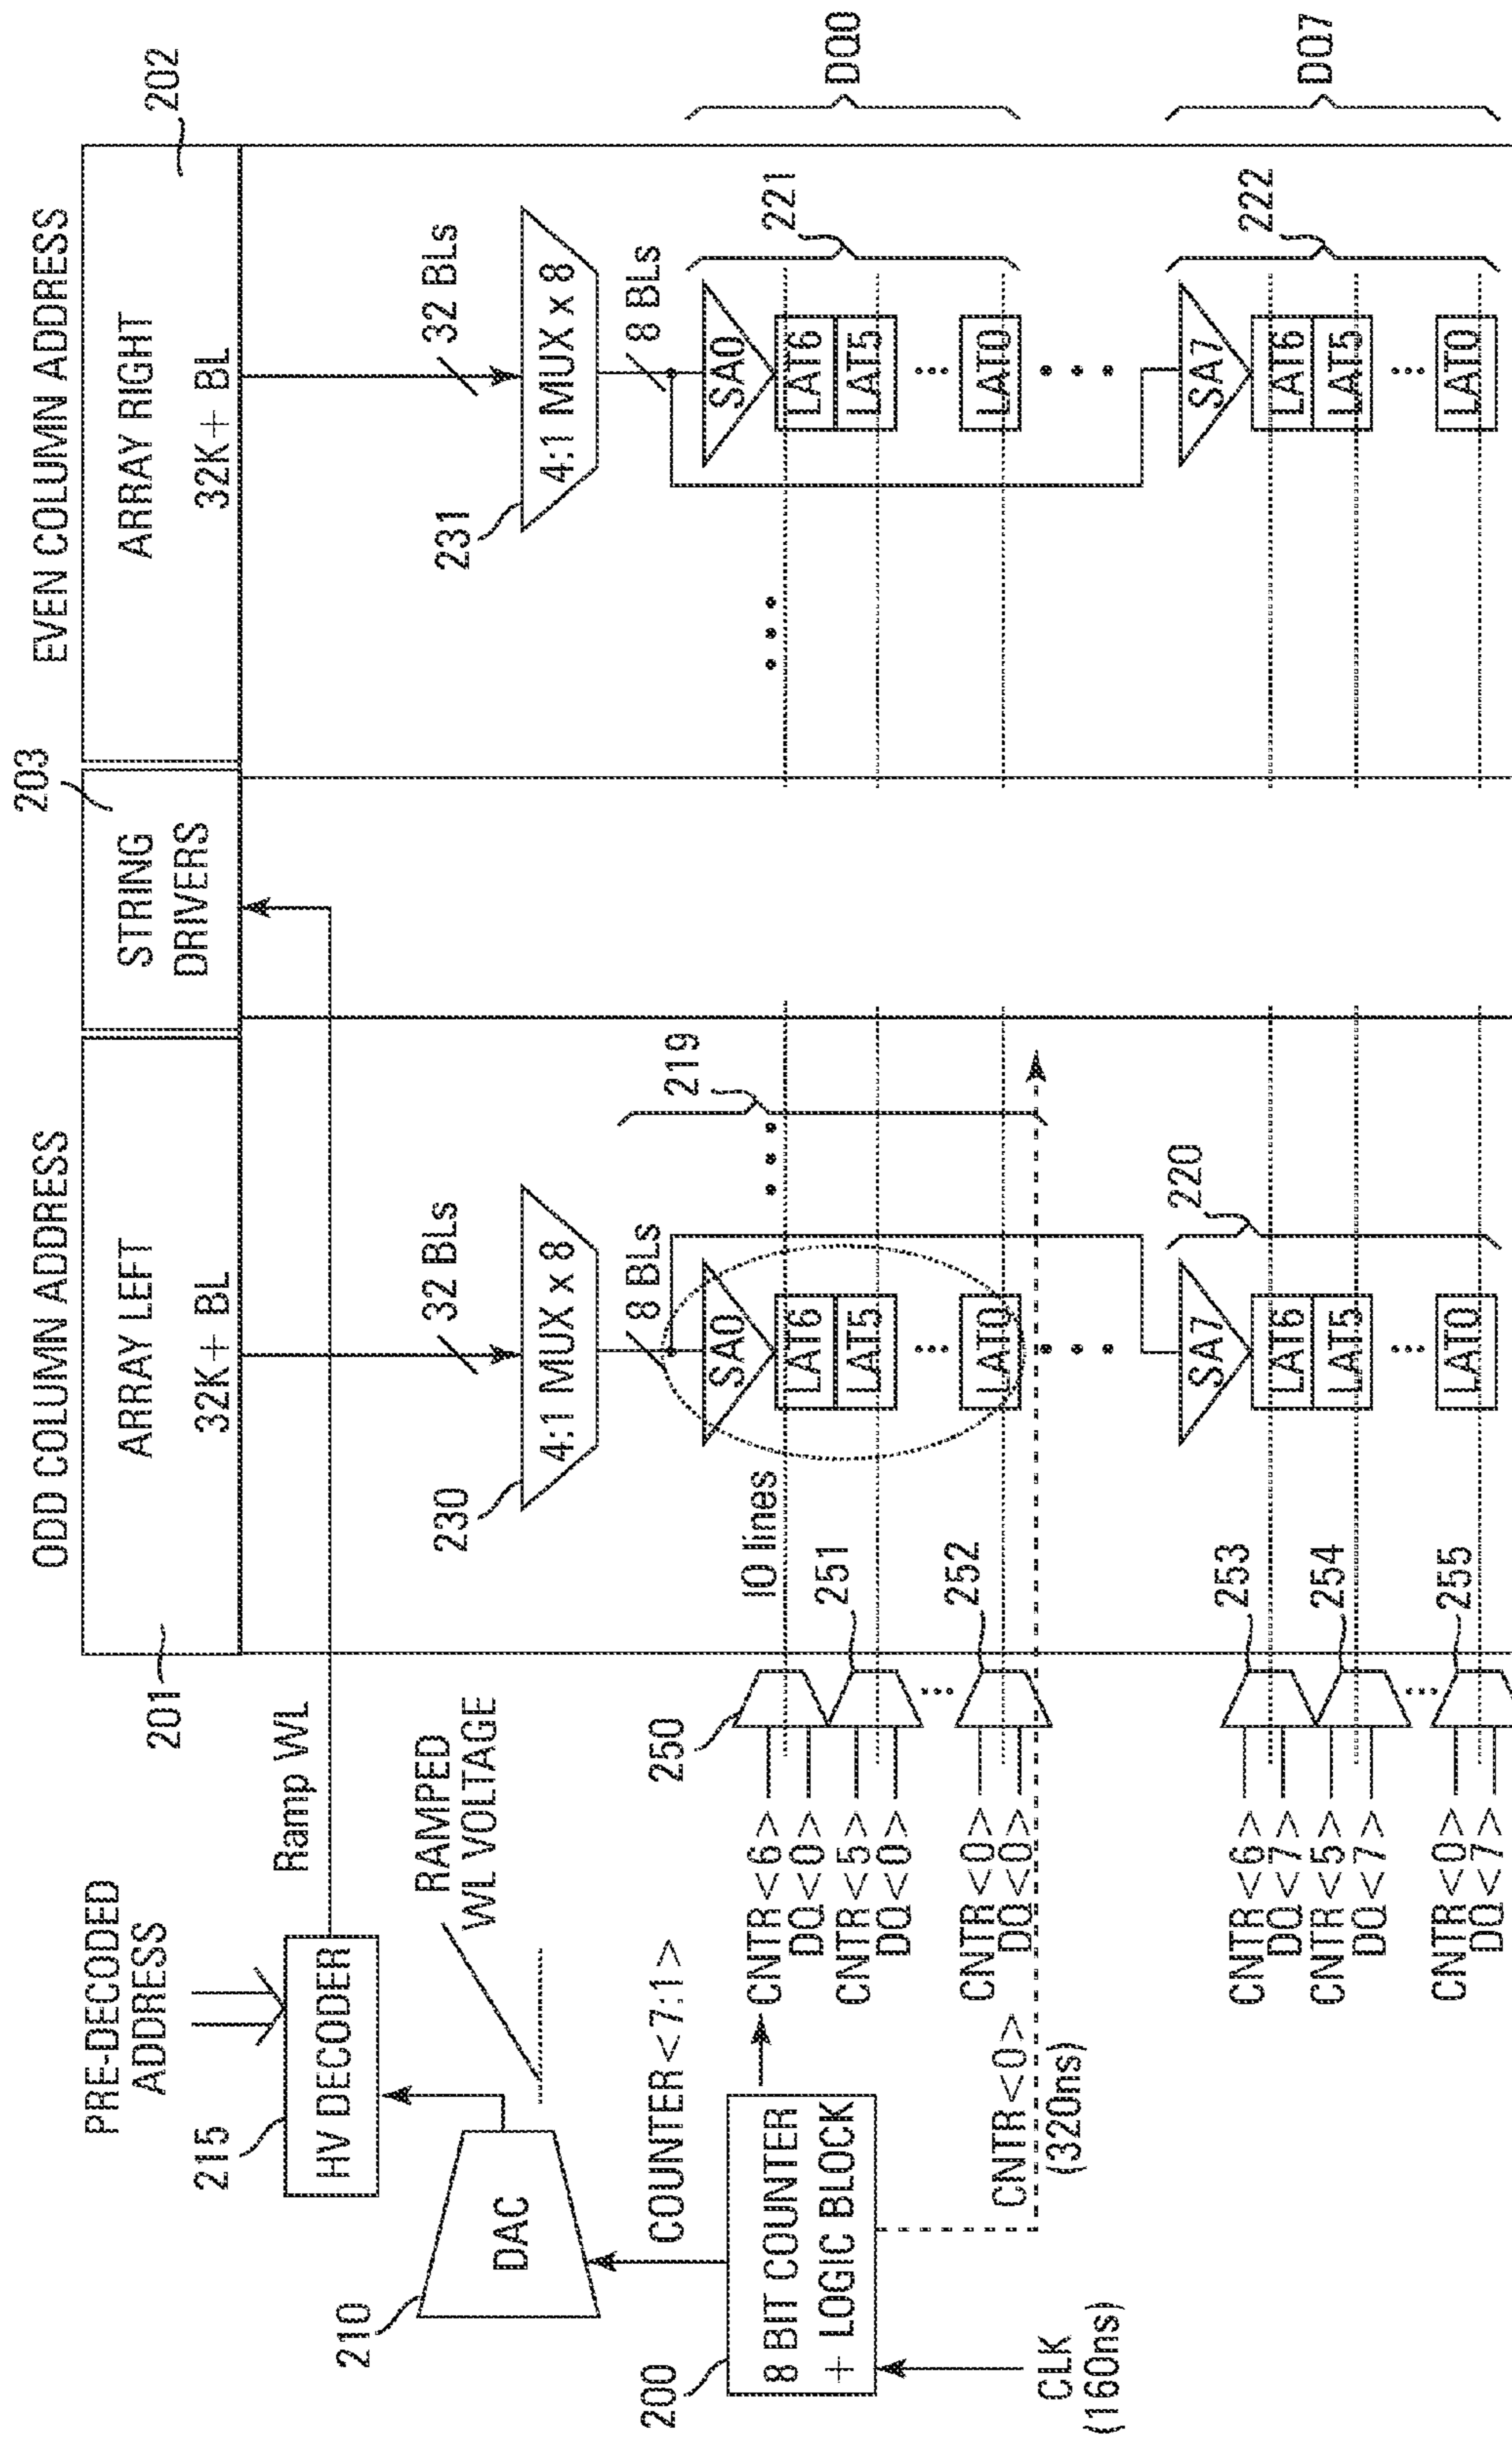 ODD COLUMN ADDRESS
EVEN COLUMN ADDRESS
203
202
201
PRE-DECODED
ADDRESS
215
HV DECODER
Ramp WL
ARRAY LEFT
32K+ BL
STRING
DRIVERS
ARRAY RIGHT
32K+ BL
210
DAC
RAMPED
WL VOLTAGE
32 BLs
32 BLs
230
4:1 MUX x 8
231
4:1 MUX x 8
8 BLs
8 BLs
COUNTER<7:1>
200
8 BIT COUNTER
+ LOGIC BLOCK
CLK
(160ns)
CNTR<0>
(320ns)
250
IO lines
219
221
DQ0
CNTR<6>
DQ<0>
CNTR<5>
DQ<0>
CNTR<0>
DQ<0>
251
252
SA0
LAT6
LAT5
LAT0
SA0
LAT6
LAT5
LAT0
220
222
DQ7
CNTR<6>
DQ<7>
CNTR<5>
DQ<7>
CNTR<0>
DQ<7>
253
254
255
SA7
LAT6
LAT5
LAT0
SA7
LAT6
LAT5
LAT0